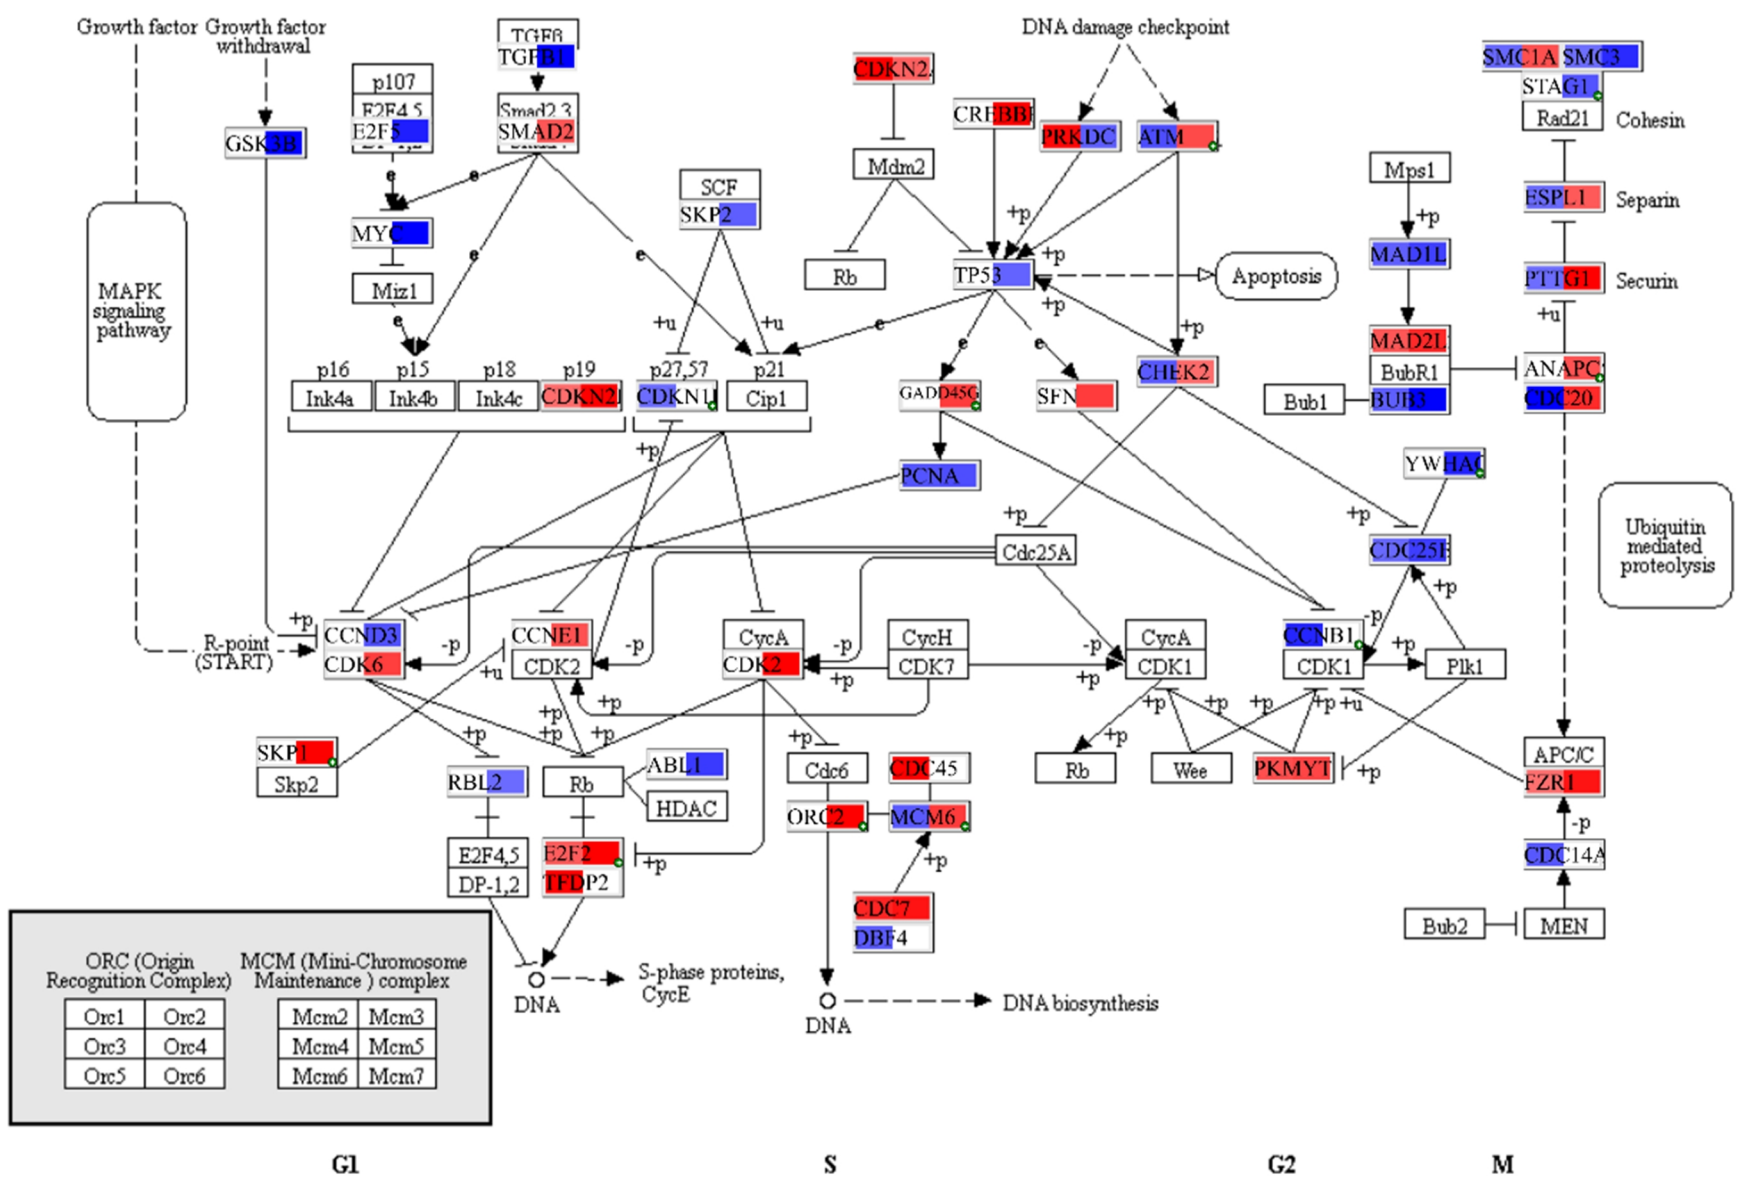 Growth factor
Growth factor
withdrawal
TGFβ
TGFB1
DNA damage checkpoint
SMC1A SMC3
STAG1
Rad21
Cohesin
p107
E2F4,5
E2F5
Smad2,3
SMAD2
CDKN2A
CREBBP
PRKDC
ATM
GSK3B
Mdm2
Mps1
SCF
SKP2
ESPL1
Separin
e
e
+p
+p
MYC
MAD1L
+p
Rb
TP53
Apoptosis
MAPK
signaling
pathway
Miz1
e
e
PTTG1
Securin
+p
e
+u
+u
e
+p
+u
MAD2L
BubR1
BUB3
Bub1
e
e
p16
p15
p18
p19
p27,57
p21
Ink4a
Ink4b
Ink4c
CDKN2
CDKN1
Cip1
GADD45G
SFN
CHEK2
ANAPC
CDC20
+p
PCNA
YWHAQ
+p
+p
Cdc25A
CDC25B
Ubiquitin
mediated
proteolysis
+p
+p
R-point
(START)
CCND3
CDK6
-p
CCNE1
CDK2
-p
CycA
CDK2
-p
CycH
CDK7
-p
CycA
CDK1
CCNB1
CDK1
-p
+p
Plk1
+u
+p
+p
+p
+p
+p
+p
+p
+p
+p
+p
+u
SKP1
Skp2
+p
RBL2
Rb
ABL1
HDAC
+p
Cdc6
CDC45
+p
Rb
Wee
PKMYT
+p
APC/C
FZR1
ORC2
MCM6
-p
E2F4,5
DP-1,2
E2F2
TFDP2
+p
+p
CDC14A
CDC7
DBF4
Bub2
MEN
DNA
S-phase proteins,
CycE
DNA
DNA biosynthesis
ORC (Origin
Recognition Complex)
MCM (Mini-Chromosome
Maintenance ) complex
Orc1 Orc2
Orc3 Orc4
Orc5 Orc6
Mcm2 Mcm3
Mcm4 Mcm5
Mcm6 Mcm7
G1
S
G2
M